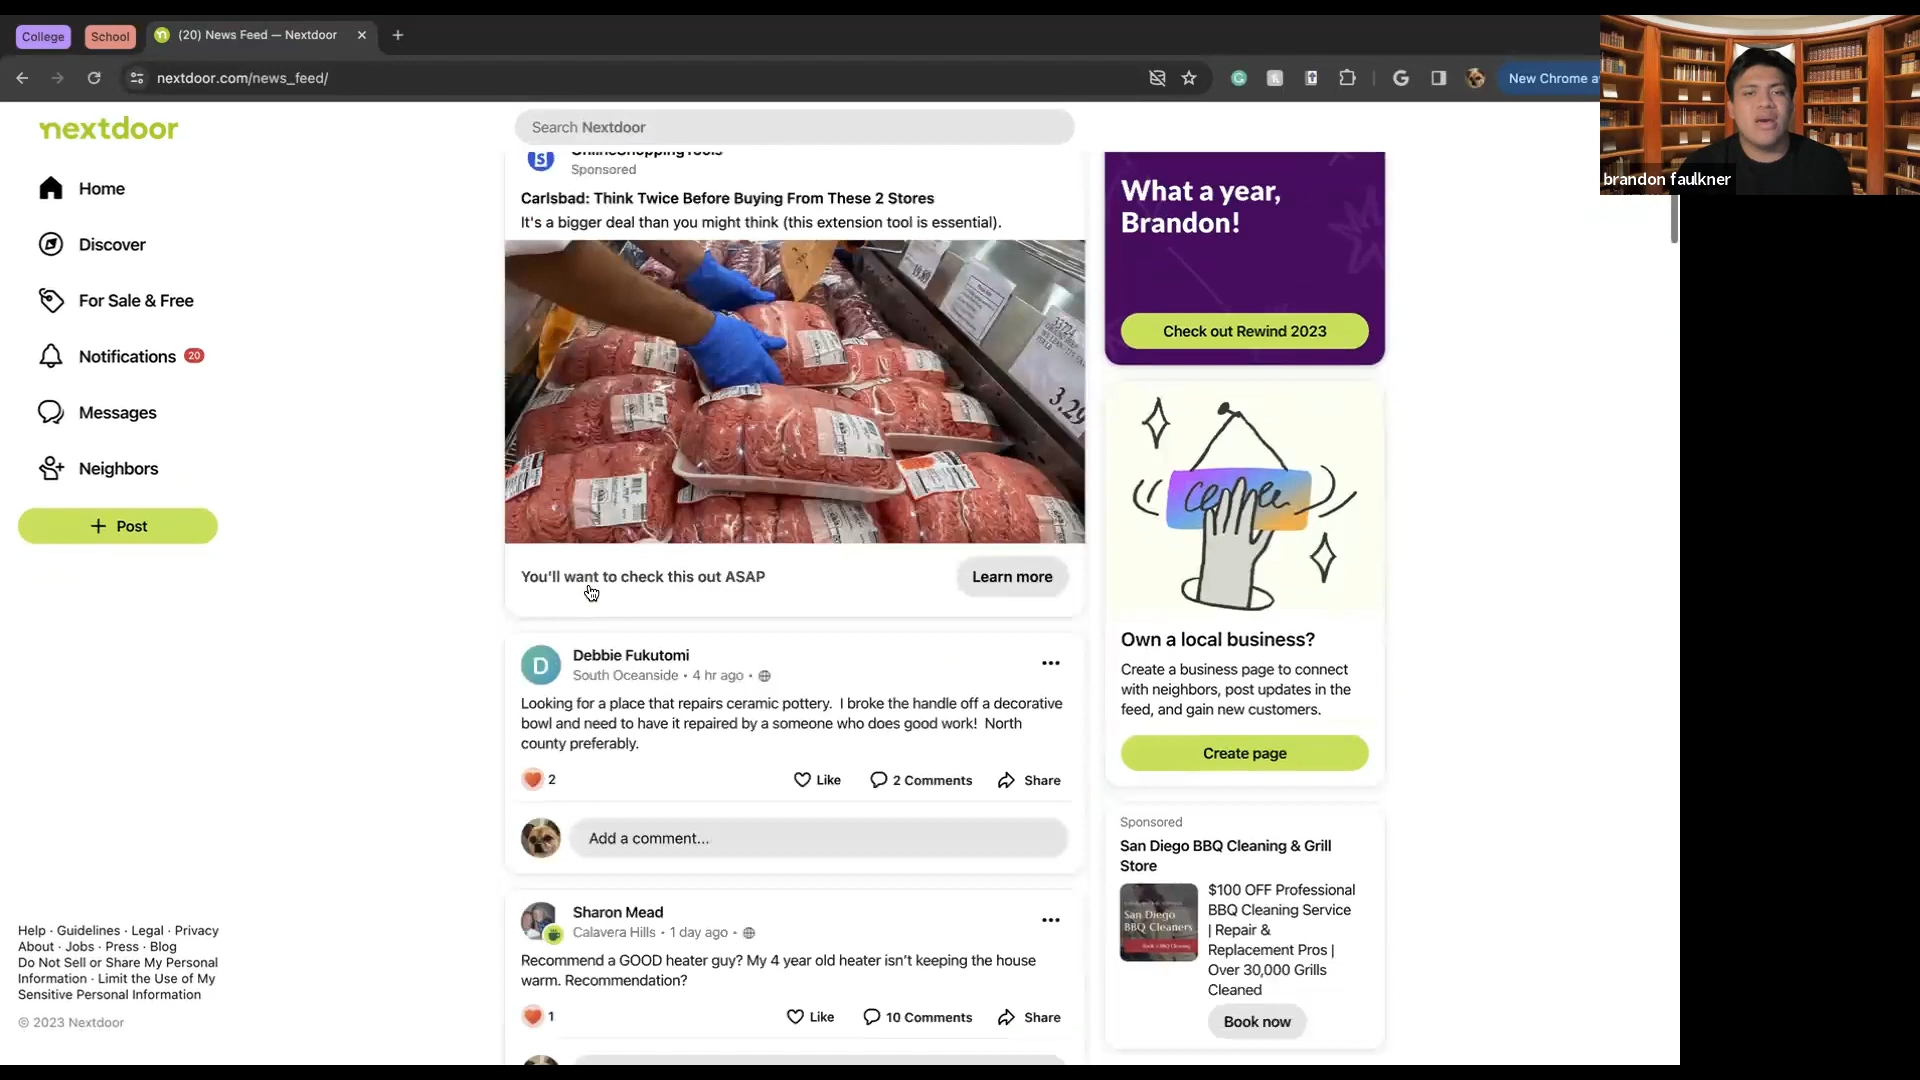 College
School
(20) News Feed — Nextdoor
nextdoor.com/news_feed/
New Chrome a
brandon faulkner
nextdoor
Search Nextdoor
Home
Discover
For Sale & Free
Notifications 20
Messages
Neighbors
+ Post
Help · Guidelines · Legal · Privacy
About · Jobs · Press · Blog
Do Not Sell or Share My Personal
Information · Limit the Use of My
Sensitive Personal Information
© 2023 Nextdoor
OnlineShoppingTools
Sponsored
Carlsbad: Think Twice Before Buying From These 2 Stores
It's a bigger deal than you might think (this extension tool is essential).
3.29
You'll want to check this out ASAP
Learn more
D
Debbie Fukutomi
South Oceanside · 4 hr ago ·
Looking for a place that repairs ceramic pottery. I broke the handle off a decorative
bowl and need to have it repaired by a someone who does good work! North
county preferably.
2
Like
2 Comments
Share
Add a comment...
Sharon Mead
Calavera Hills · 1 day ago ·
Recommend a GOOD heater guy? My 4 year old heater isn't keeping the house
warm. Recommendation?
1
Like
10 Comments
Share
What a year,
Brandon!
Check out Rewind 2023
Own a local business?
Create a business page to connect
with neighbors, post updates in the
feed, and gain new customers.
Create page
Sponsored
San Diego BBQ Cleaning & Grill
Store
San Diego
BBQ Cleaners
$100 OFF Professional
BBQ Cleaning Service
| Repair &
Replacement Pros |
Over 30,000 Grills
Cleaned
Book now